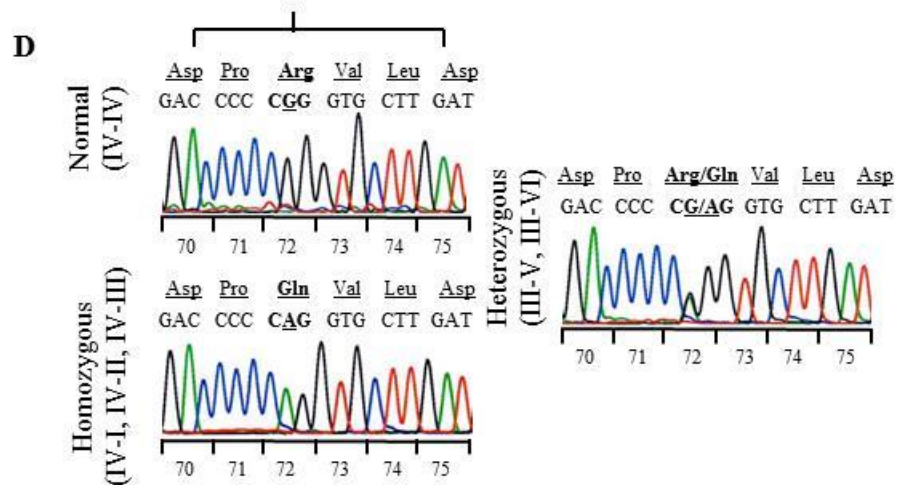 D
Normal
(IV-IV)
Asp Pro Arg Val Leu Asp
GAC CCC CGG GTG CTT GAT
70 71 72 73 74 75
Homozygous
(IV-I, IV-II, IV-III)
Asp Pro Gln Val Leu Asp
GAC CCC CAG GTG CTT GAT
70 71 72 73 74 75
Heterozygous
(III-V, III-VI)
Asp Pro Arg/Gln Val Leu Asp
GAC CCC CG/AG GTG CTT GAT
70 71 72 73 74 75